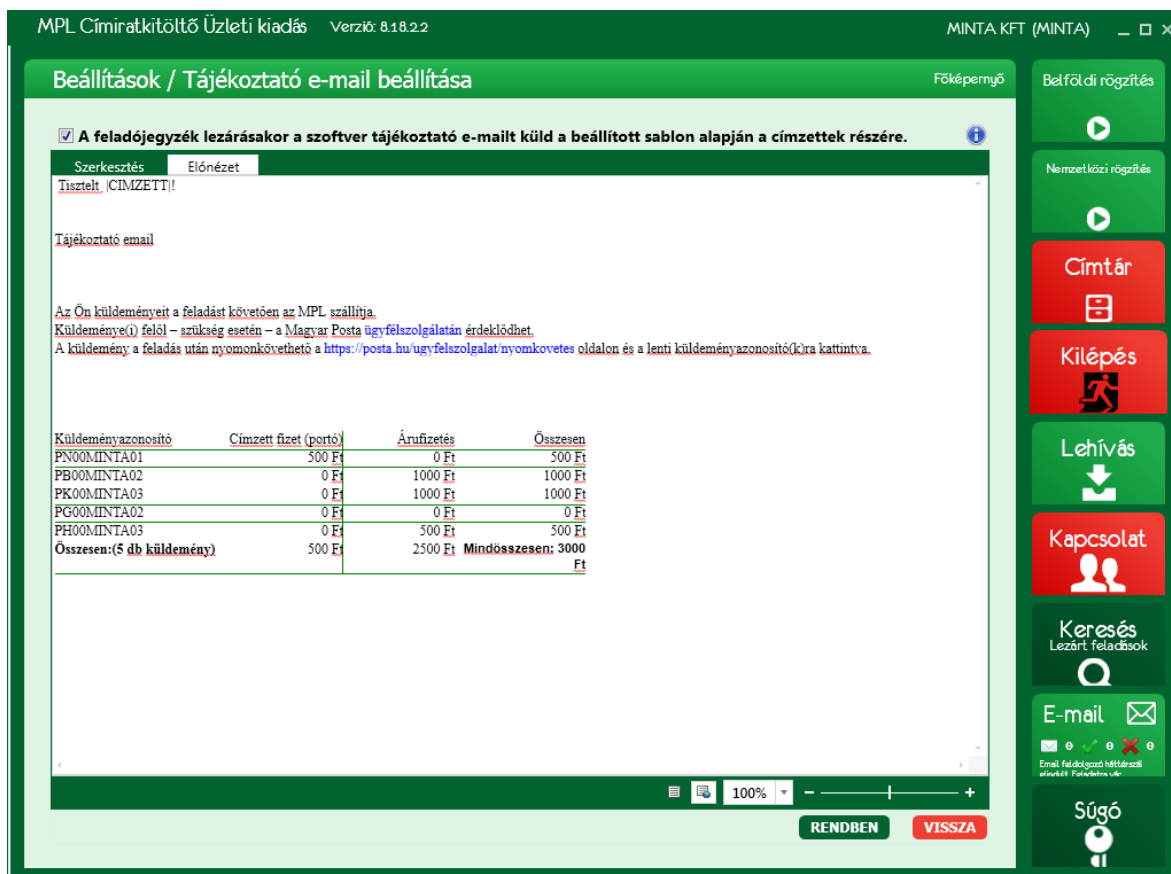 MPL Címiratkitöltő Üzleti kiadás Verzió: 8.18.2.2 MINTA KFT (MINTA)
Beállítások / Tájékoztató e-mail beállítása Főképernyő
A feladójegyzék lezárásakor a szoftver tájékoztató e-mailt küld a beállított sablon alapján a címzettek részére.
Szerkesztés Előnézet
Tisztelt |CIMZETT|!
Tájékoztató email
Az Ön küldeményeit a feladást követően az MPL szállítja.
Küldeménye(i) felől – szükség esetén – a Magyar Posta ügyfélszolgálatán érdeklődhet.
A küldemény a feladás után nyomonkövethető a https://posta.hu/ugyfelszolgalat/nyomkovetes oldalon és a lenti küldeményazonosító(k)ra kattintva.
Küldeményazonosító Címzett fizet (portó) Árufizetés Összesen
PN00MINTA01 500 Ft 0 Ft 500 Ft
PB00MINTA02 0 Ft 1000 Ft 1000 Ft
PK00MINTA03 0 Ft 1000 Ft 1000 Ft
PG00MINTA02 0 Ft 0 Ft 0 Ft
PH00MINTA03 0 Ft 500 Ft 500 Ft
Összesen:(5 db küldemény) 500 Ft 2500 Ft Mindösszesen: 3000
Ft
100%
RENDBEN VISSZA
Belföldi rögzítés
Nemzetközi rögzítés
Címtár
Kilépés
Lehívás
Kapcsolat
Keresés
Lezárt feladások
E-mail
0 0 0
Email feldolgozó háttérszál
elindult. Feladatra vár.
Súgó